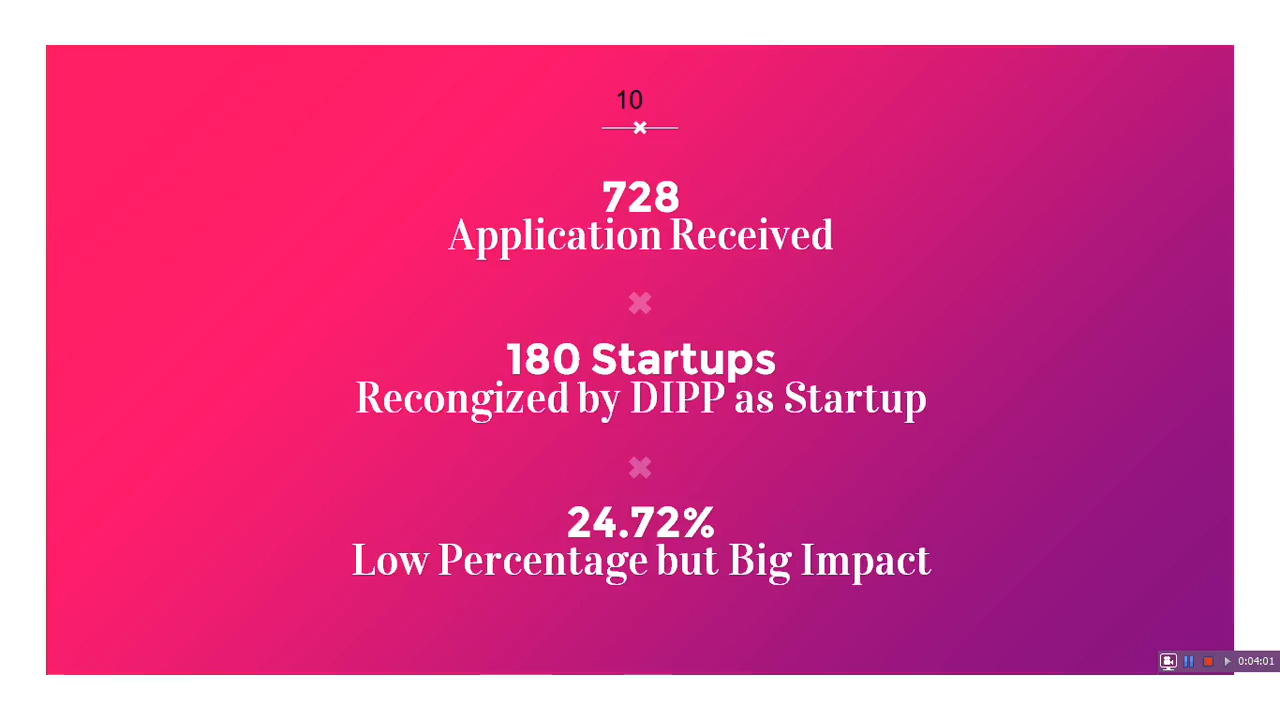 10
728
Application Received
180 Startups
Recongized by DIPP as Startup
24.72%
Low Percentage but Big Impact
0:04:01